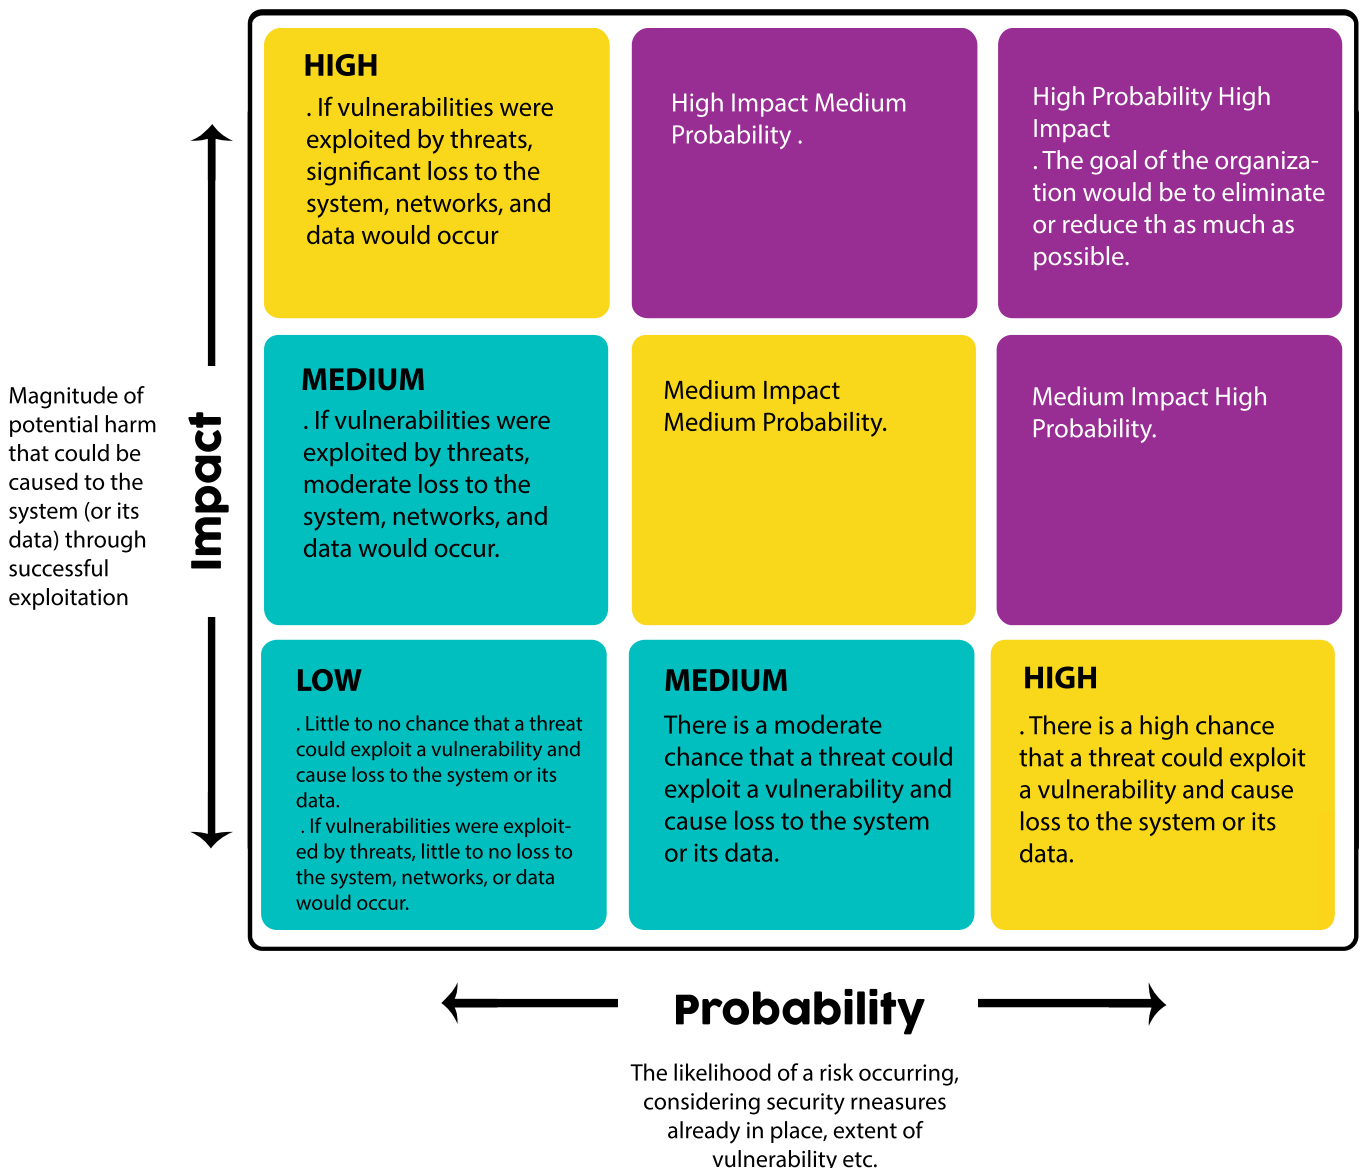 HIGH
. If vulnerabilities were
exploited by threats,
significant loss to the
system, networks, and
data would occur
High Impact Medium
Probability .
High Probability High
Impact
. The goal of the organiza-
tion would be to eliminate
or reduce th as much as
possible.
Magnitude of
potential harm
that could be
caused to the
system (or its
data) through
successful
exploitation
Impact
MEDIUM
. If vulnerabilities were
exploited by threats,
moderate loss to the
system, networks, and
data would occur.
Medium Impact
Medium Probability.
Medium Impact High
Probability.
LOW
. Little to no chance that a threat
could exploit a vulnerability and
cause loss to the system or its
data.
. If vulnerabilities were exploit-
ed by threats, little to no loss to
the system, networks, or data
would occur.
MEDIUM
There is a moderate
chance that a threat could
exploit a vulnerability and
cause loss to the system
or its data.
HIGH
. There is a high chance
that a threat could exploit
a vulnerability and cause
loss to the system or its
data.
Probability
The likelihood of a risk occurring,
considering security rneasures
already in place, extent of
vulnerability etc.